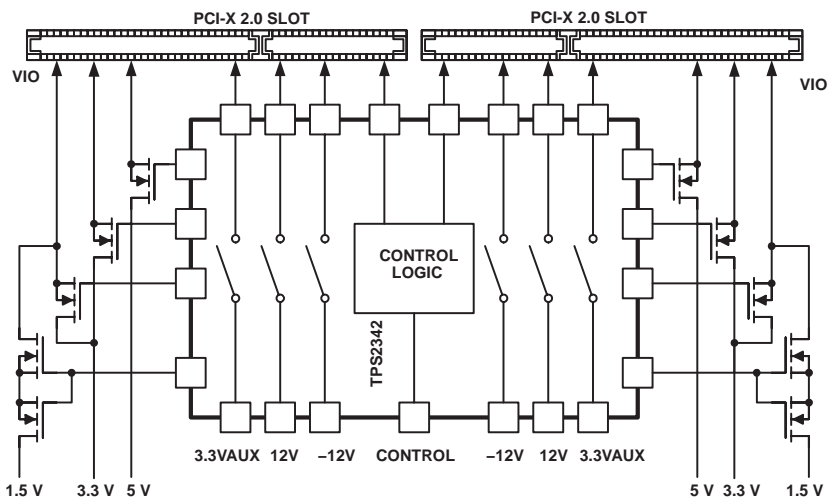 PCI-X 2.0 SLOT
PCI-X 2.0 SLOT
VIO
VIO
CONTROL
LOGIC
TPS2342
3.3VAUX 12V –12V CONTROL –12V 12V 3.3VAUX
1.5 V 3.3 V 5 V 5 V 3.3 V 1.5 V